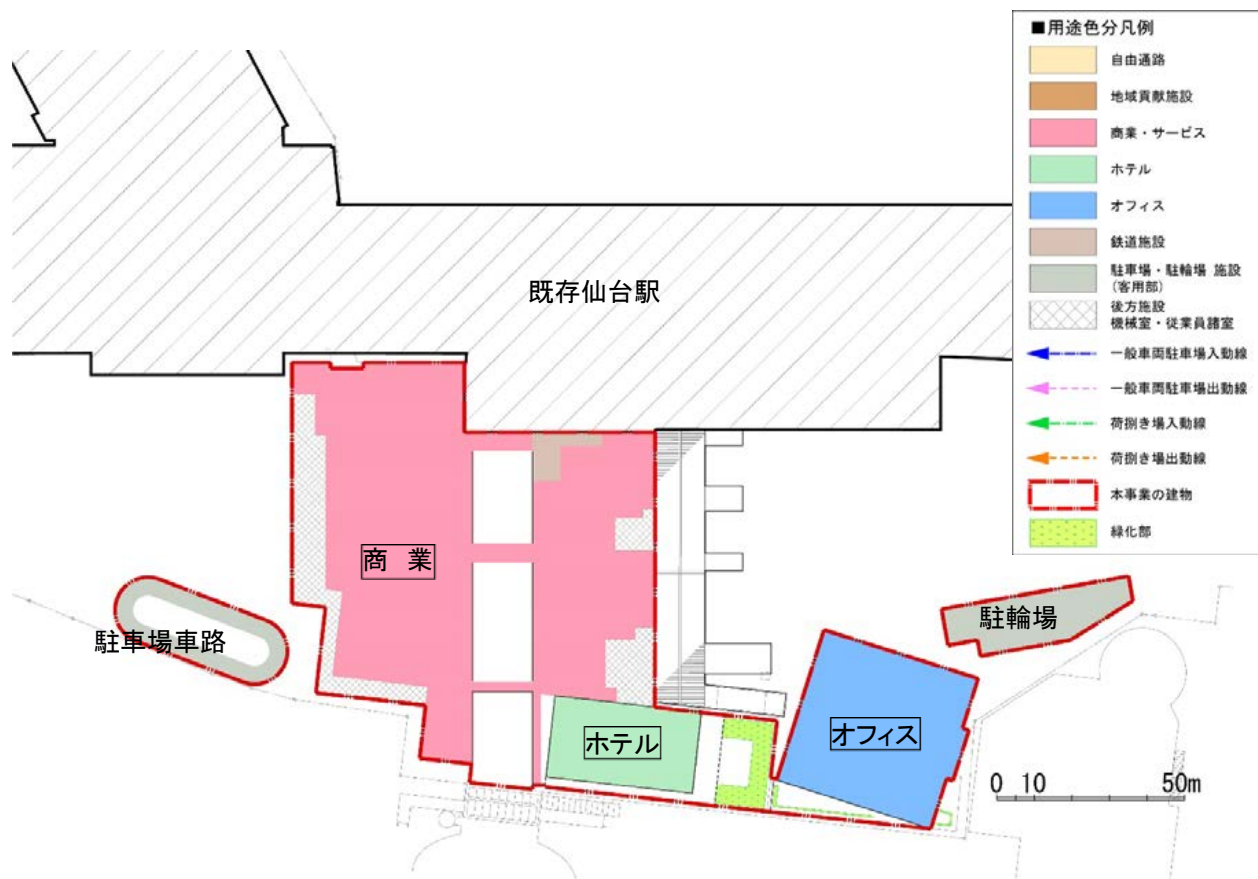 ■用途色分凡例
自由通路
地域貢献施設
商業・サービス
ホテル
オフィス
鉄道施設
駐車場・駐輪場 施設
(客用部)
後方施設
機械室・従業員諸室
一般車両駐車場入動線
一般車両駐車場出動線
荷捌き場入動線
荷捌き場出動線
本事業の建物
緑化部
既存仙台駅
商 業
駐車場車路
駐輪場
ホテル
オフィス
0 10 50m